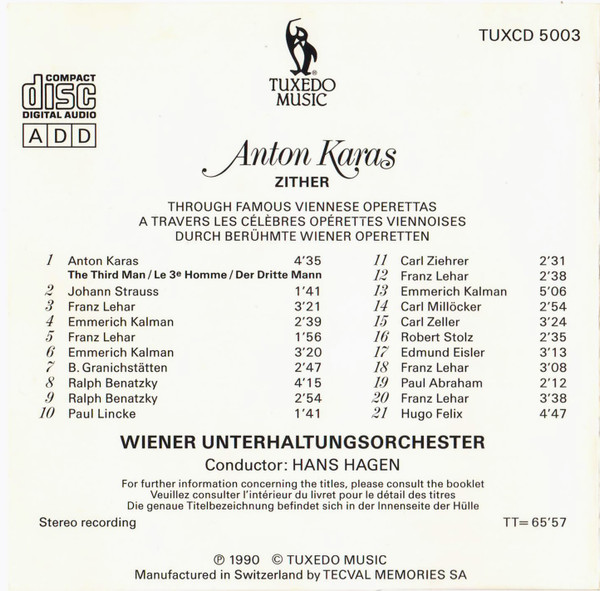 TUXCD 5003
COMPACT
disc
DIGITAL AUDIO
ADD
®
TUXEDO
MUSIC
Anton Karas
ZITHER
THROUGH FAMOUS VIENNESE OPERETTAS
A TRAVERS LES CÉLÈBRES OPÉRETTES VIENNOISES
DURCH BERÜHMTE WIENER OPERETTEN
1 Anton Karas 4'35
The Third Man / Le 3e Homme / Der Dritte Mann
2 Johann Strauss 1'41
3 Franz Lehar 3'21
4 Emmerich Kalman 2'39
5 Franz Lehar 1'56
6 Emmerich Kalman 3'20
7 B. Granichstätten 2'47
8 Ralph Benatzky 4'15
9 Ralph Benatzky 2'54
10 Paul Lincke 1'41
11 Carl Ziehrer 2'31
12 Franz Lehar 2'38
13 Emmerich Kalman 5'06
14 Carl Millöcker 2'54
15 Carl Zeller 3'24
16 Robert Stolz 2'35
17 Edmund Eisler 3'13
18 Franz Lehar 3'08
19 Paul Abraham 2'12
20 Franz Lehar 3'38
21 Hugo Felix 4'47
WIENER UNTERHALTUNGSORCHESTER
Conductor: HANS HAGEN
For further information concerning the titles, please consult the booklet
Veuillez consulter l'intérieur du livret pour le détail des titres
Die genaue Titelbezeichnung befindet sich in der Innenseite der Hülle
Stereo recording TT= 65'57
℗ 1990 © TUXEDO MUSIC
Manufactured in Switzerland by TECVAL MEMORIES SA